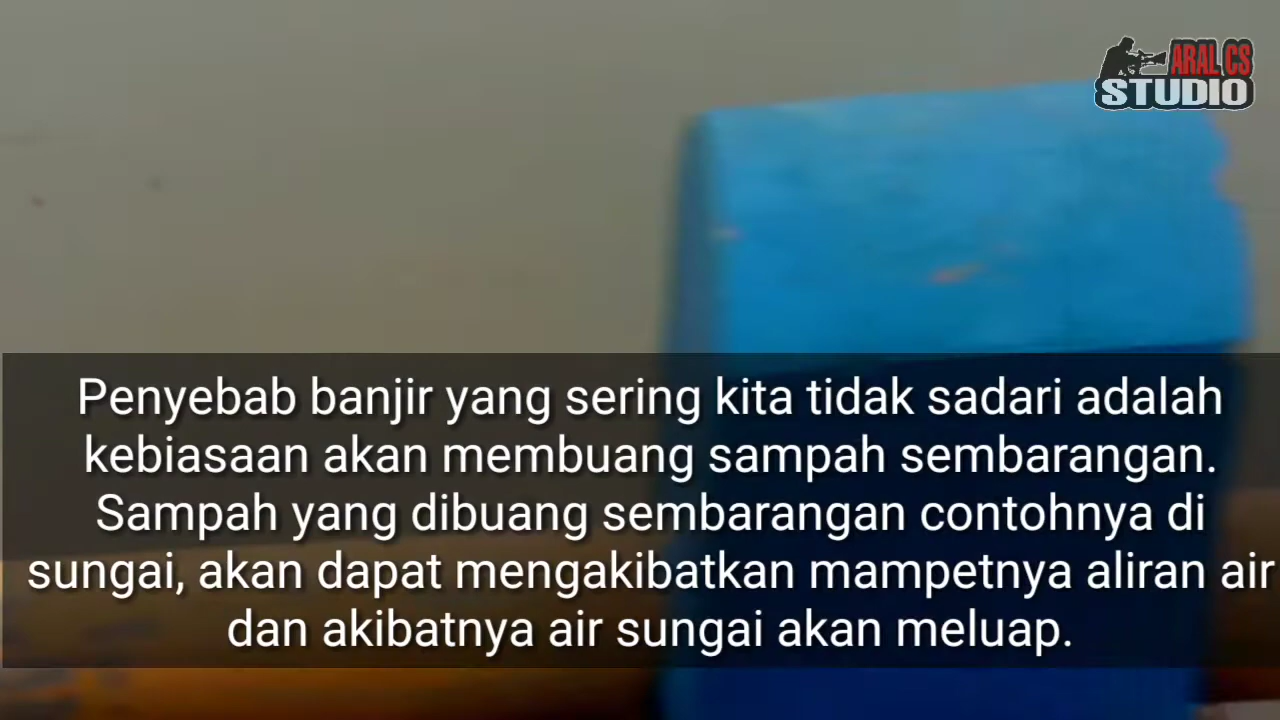 ARAL CS
STUDIO
Penyebab banjir yang sering kita tidak sadari adalah
kebiasaan akan membuang sampah sembarangan.
Sampah yang dibuang sembarangan contohnya di
sungai, akan dapat mengakibatkan mampetnya aliran air
dan akibatnya air sungai akan meluap.